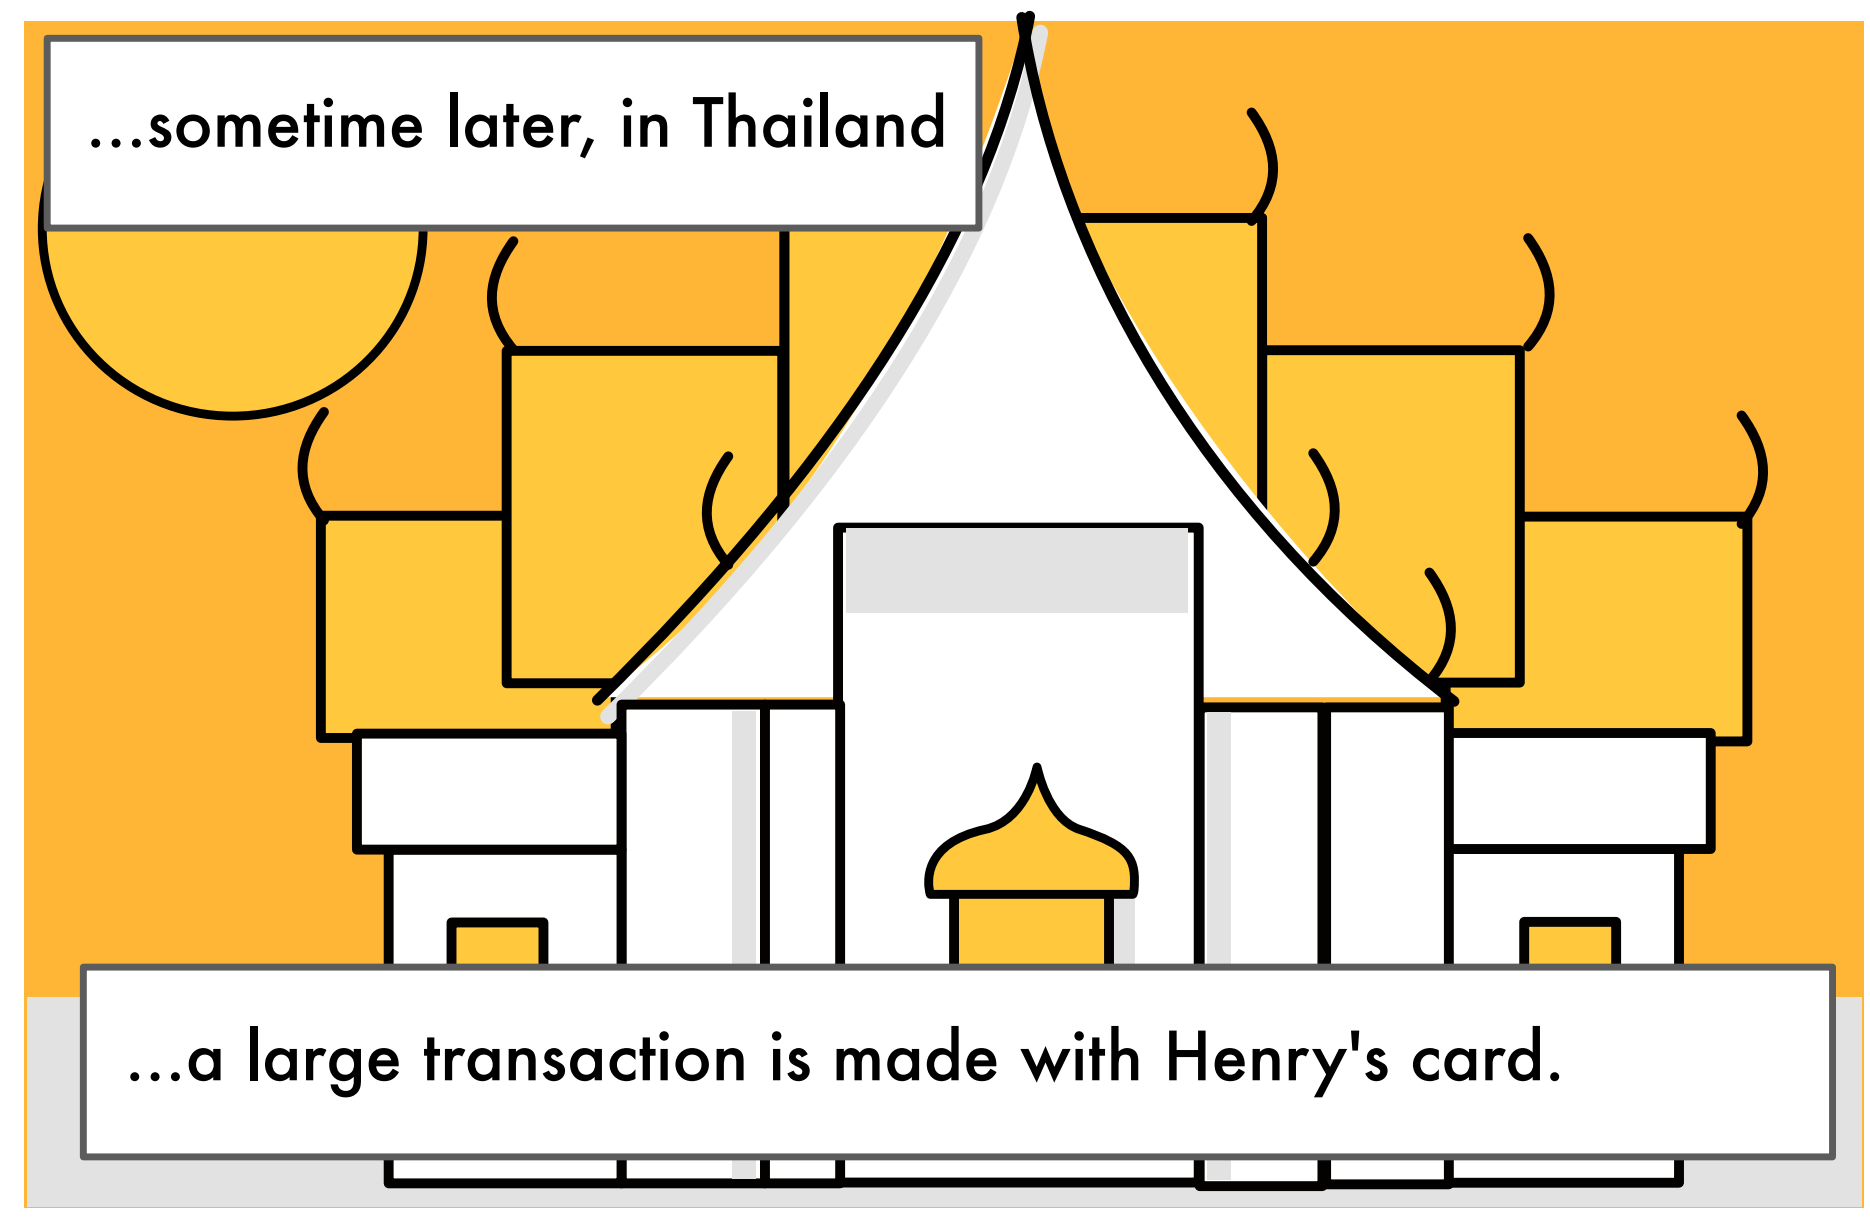 ...sometime later, in Thailand
...a large transaction is made with Henry's card.